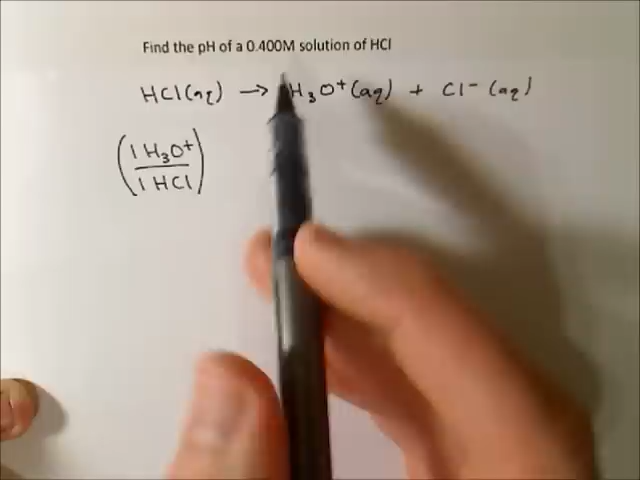 Find the pH of a 0.400M solution of HCl
HCl(aq) → H₃O⁺(aq) + Cl⁻(aq)
(1 H₃O⁺
1 HCl)